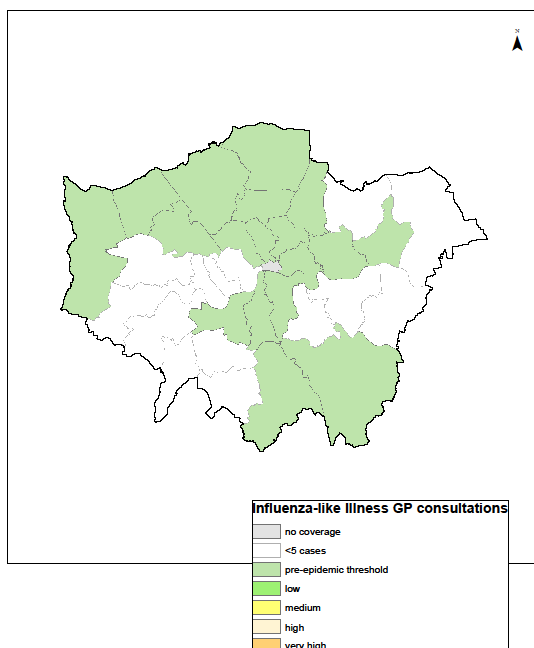 N
Influenza-like Illness GP consultations
no coverage
<5 cases
pre-epidemic threshold
low
medium
high
very high